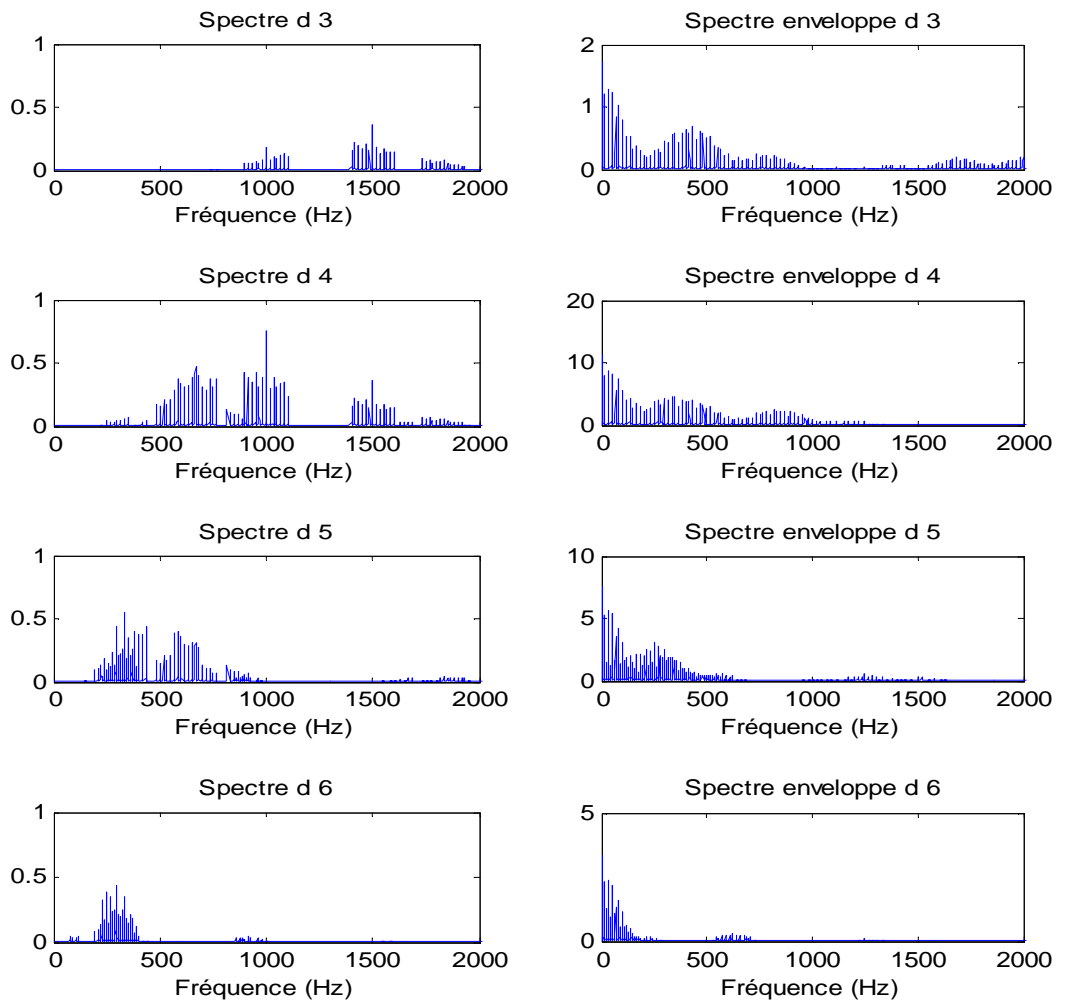 Spectre d 3
1
0.5
0
0 500 1000 1500 2000
Fréquence (Hz)
Spectre enveloppe d 3
2
1
0
0 500 1000 1500 2000
Fréquence (Hz)
Spectre d 4
1
0.5
0
0 500 1000 1500 2000
Fréquence (Hz)
Spectre enveloppe d 4
20
10
0
0 500 1000 1500 2000
Fréquence (Hz)
Spectre d 5
1
0.5
0
0 500 1000 1500 2000
Fréquence (Hz)
Spectre enveloppe d 5
10
5
0
0 500 1000 1500 2000
Fréquence (Hz)
Spectre d 6
1
0.5
0
0 500 1000 1500 2000
Fréquence (Hz)
Spectre enveloppe d 6
5
0
0 500 1000 1500 2000
Fréquence (Hz)